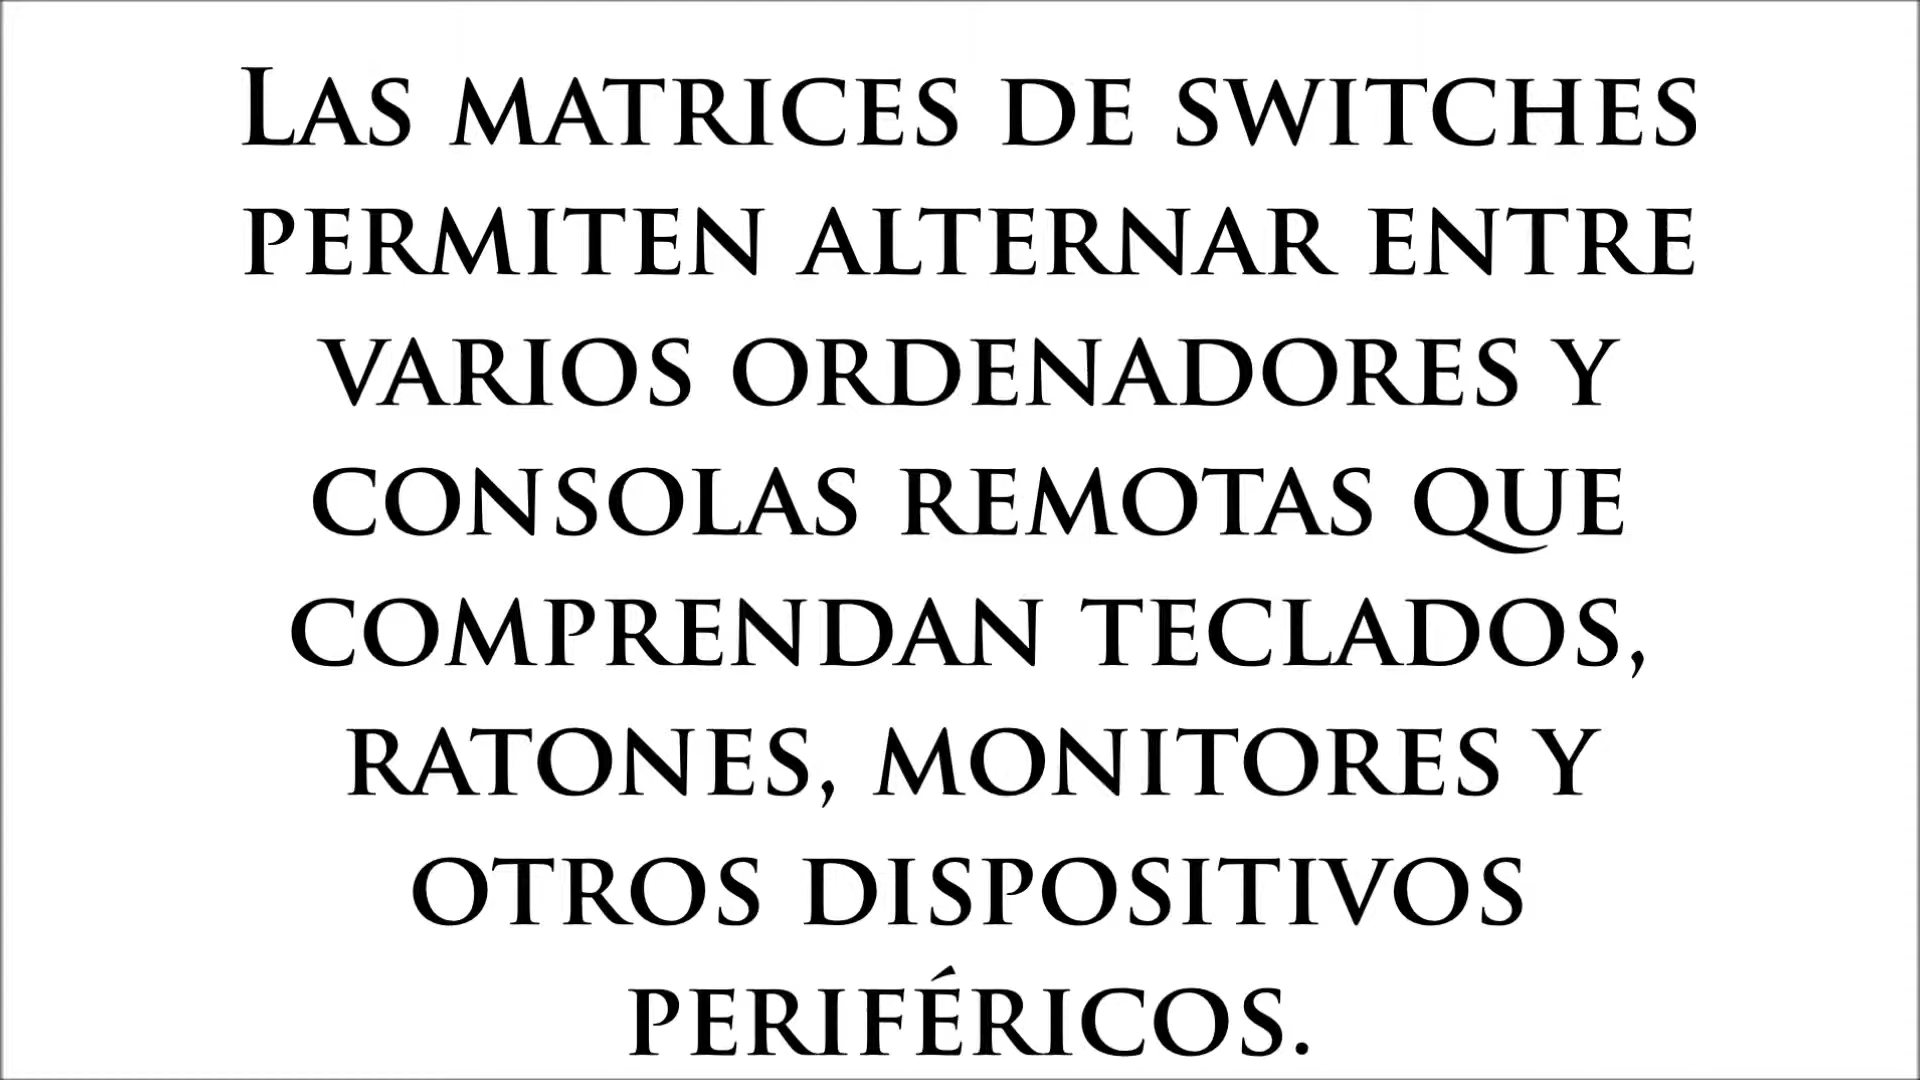 Las matrices de switches
permiten alternar entre
varios ordenadores y
consolas remotas que
comprendan teclados,
ratones, monitores y
otros dispositivos
periféricos.